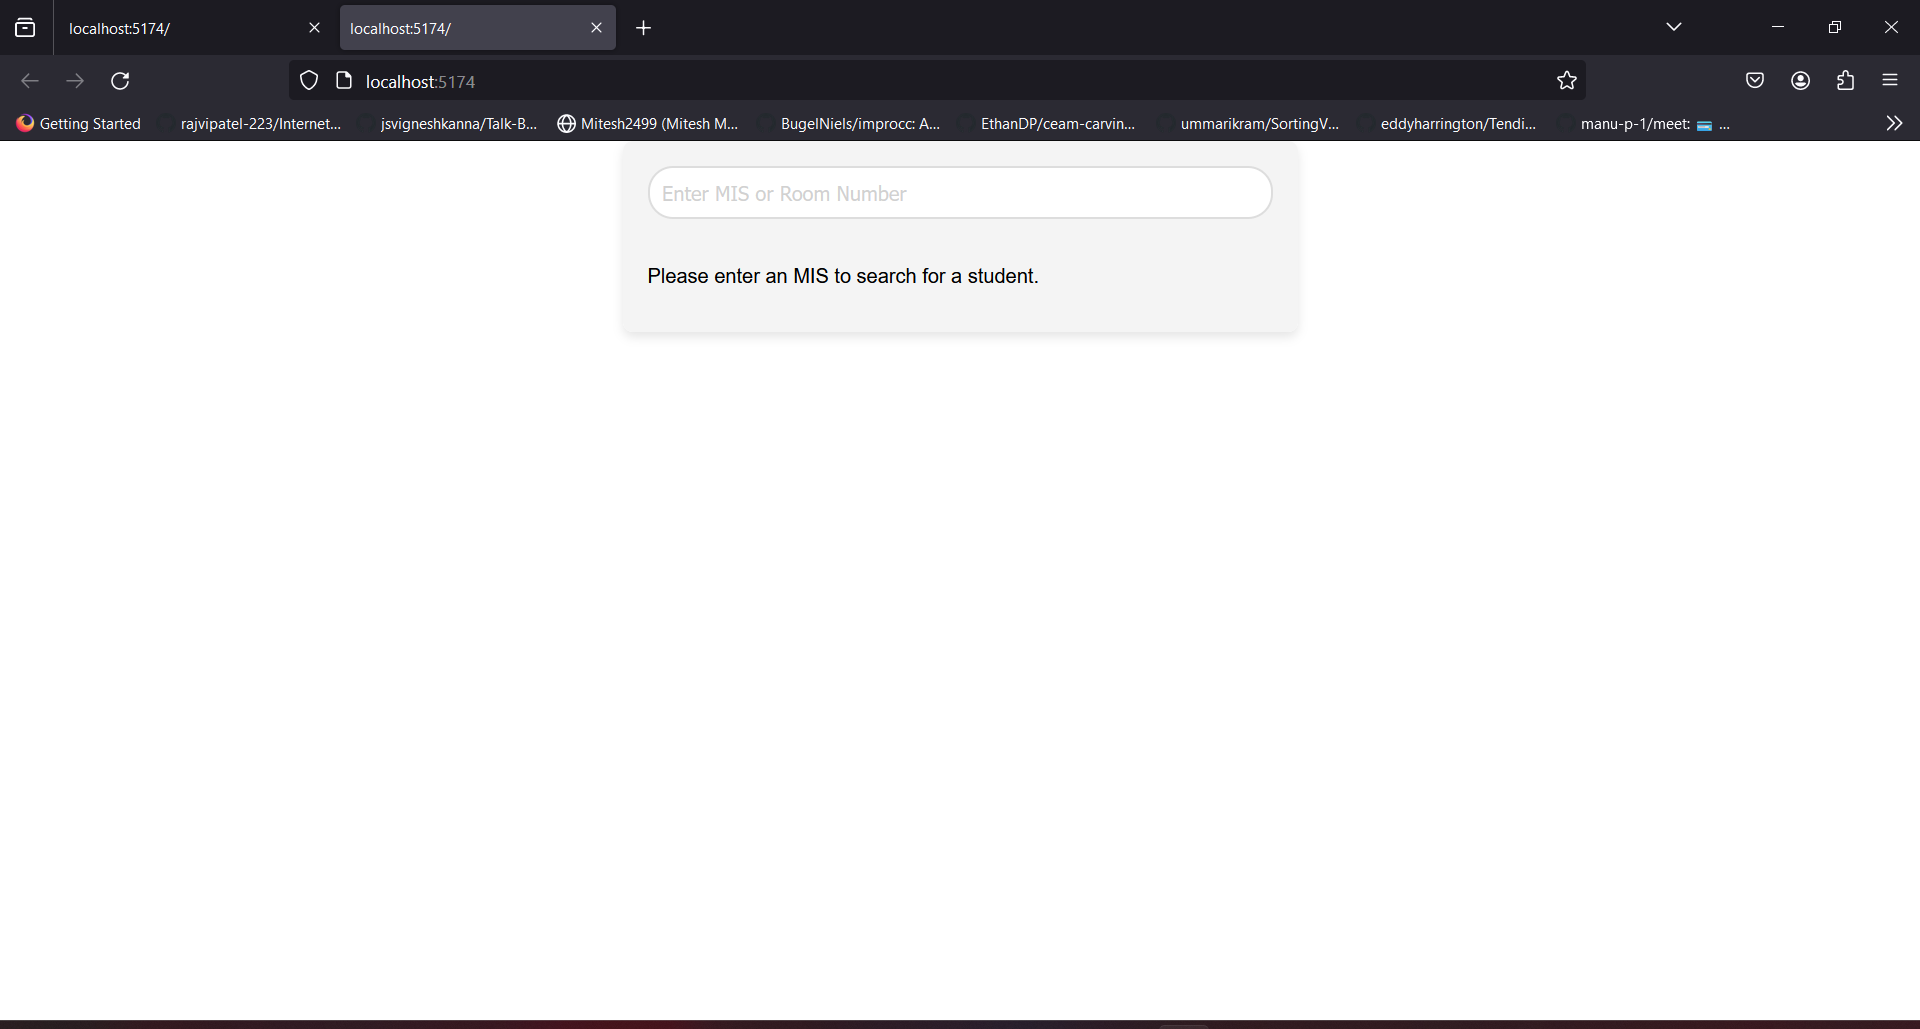 localhost:5174/
localhost:5174/
localhost:5174
Getting Started
rajvipatel-223/Internet...
jsvigneshkanna/Talk-B...
Mitesh2499 (Mitesh M...
BugelNiels/improcc: A...
EthanDP/ceam-carvin...
ummarikram/SortingV...
eddyharrington/Tendi...
manu-p-1/meet: ...
Enter MIS or Room Number
Please enter an MIS to search for a student.